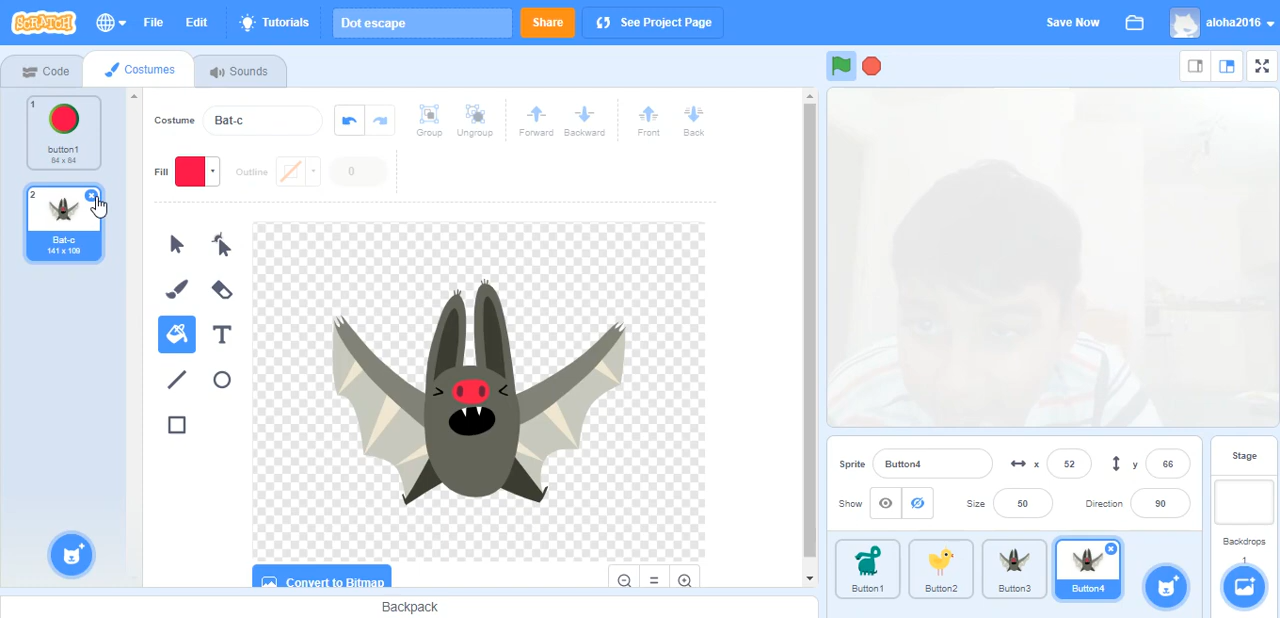 SCRATCH File Edit Tutorials Dot escape Share See Project Page Save Now aloha2016
Code Costumes Sounds
1
button1
64 x 64
2
Bat-c
141 x 109
Costume Bat-c Group Ungroup Forward Backward Front Back
Fill Outline 0
Convert to Bitmap
Backpack
Sprite Button4 x 52 y 66
Show Size 50 Direction 90
Button1 Button2 Button3 Button4
Stage
Backdrops
1